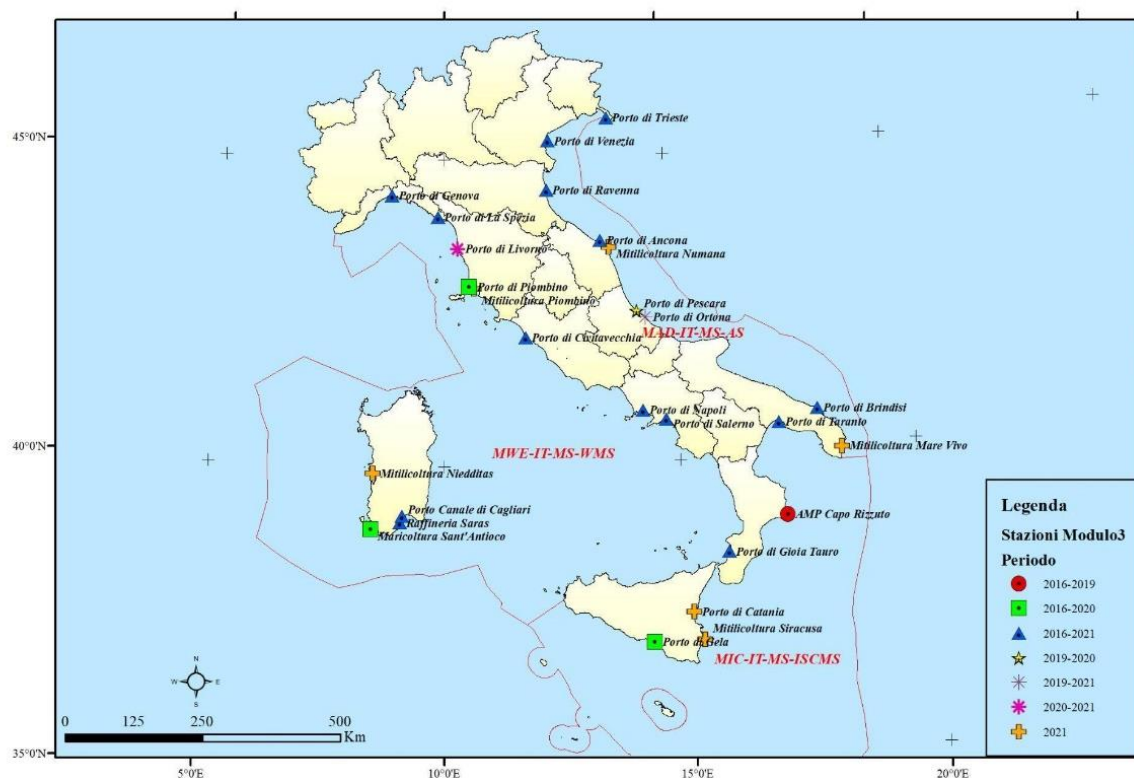 45°0'N
40°0'N
35°0'N
Porto di Trieste
Porto di Venezia
Porto di Ravenna
Porto di Genova
Porto di La Spezia
Porto di Ancona
Porto di Livorno
Mitilicoltura Numana
Porto di Piombino
Mitilicoltura Piombino
Porto di Pescara
Porto di Ortona
MAD-IT-MS-AS
Porto di Civitavecchia
Porto di Napoli
Porto di Brindisi
Porto di Salerno
Porto di Taranto
Mitilicoltura Mare Vivo
MWE-IT-MS-WMS
Mitilicoltura Niedditas
Porto Canale di Cagliari
AMP Capo Rizzuto
Raffineria Saras
Maricoltura Sant'Antioco
Porto di Gioia Tauro
Porto di Catania
Mitilicoltura Siracusa
Porto di Gela
MIC-IT-MS-ISCMS
Legenda
Stazioni Modulo3
Periodo
2016-2019
2016-2020
2016-2021
2019-2020
2019-2021
2020-2021
2021
N
W E
S
0 125 250 500
Km
5°0'E 10°0'E 15°0'E 20°0'E